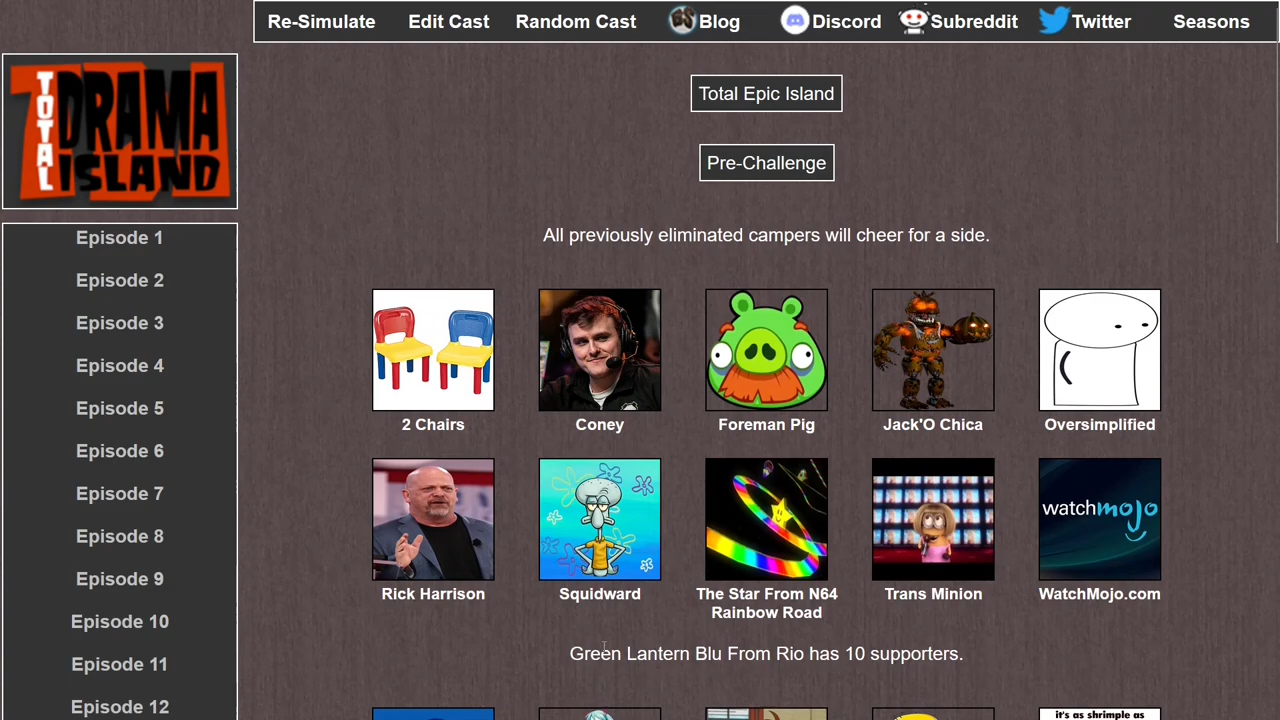 Re-Simulate Edit Cast Random Cast Blog Discord Subreddit Twitter Seasons
TOTAL
DRAMA
ISLAND
Total Epic Island
Pre-Challenge
All previously eliminated campers will cheer for a side.
Episode 1
Episode 2
Episode 3
Episode 4
Episode 5
Episode 6
Episode 7
Episode 8
Episode 9
Episode 10
Episode 11
Episode 12
2 Chairs Coney Foreman Pig Jack'O Chica Oversimplified
watchmojo
Rick Harrison Squidward The Star From N64 Rainbow Road Trans Minion WatchMojo.com
Green Lantern Blu From Rio has 10 supporters.
it's as shrimple as